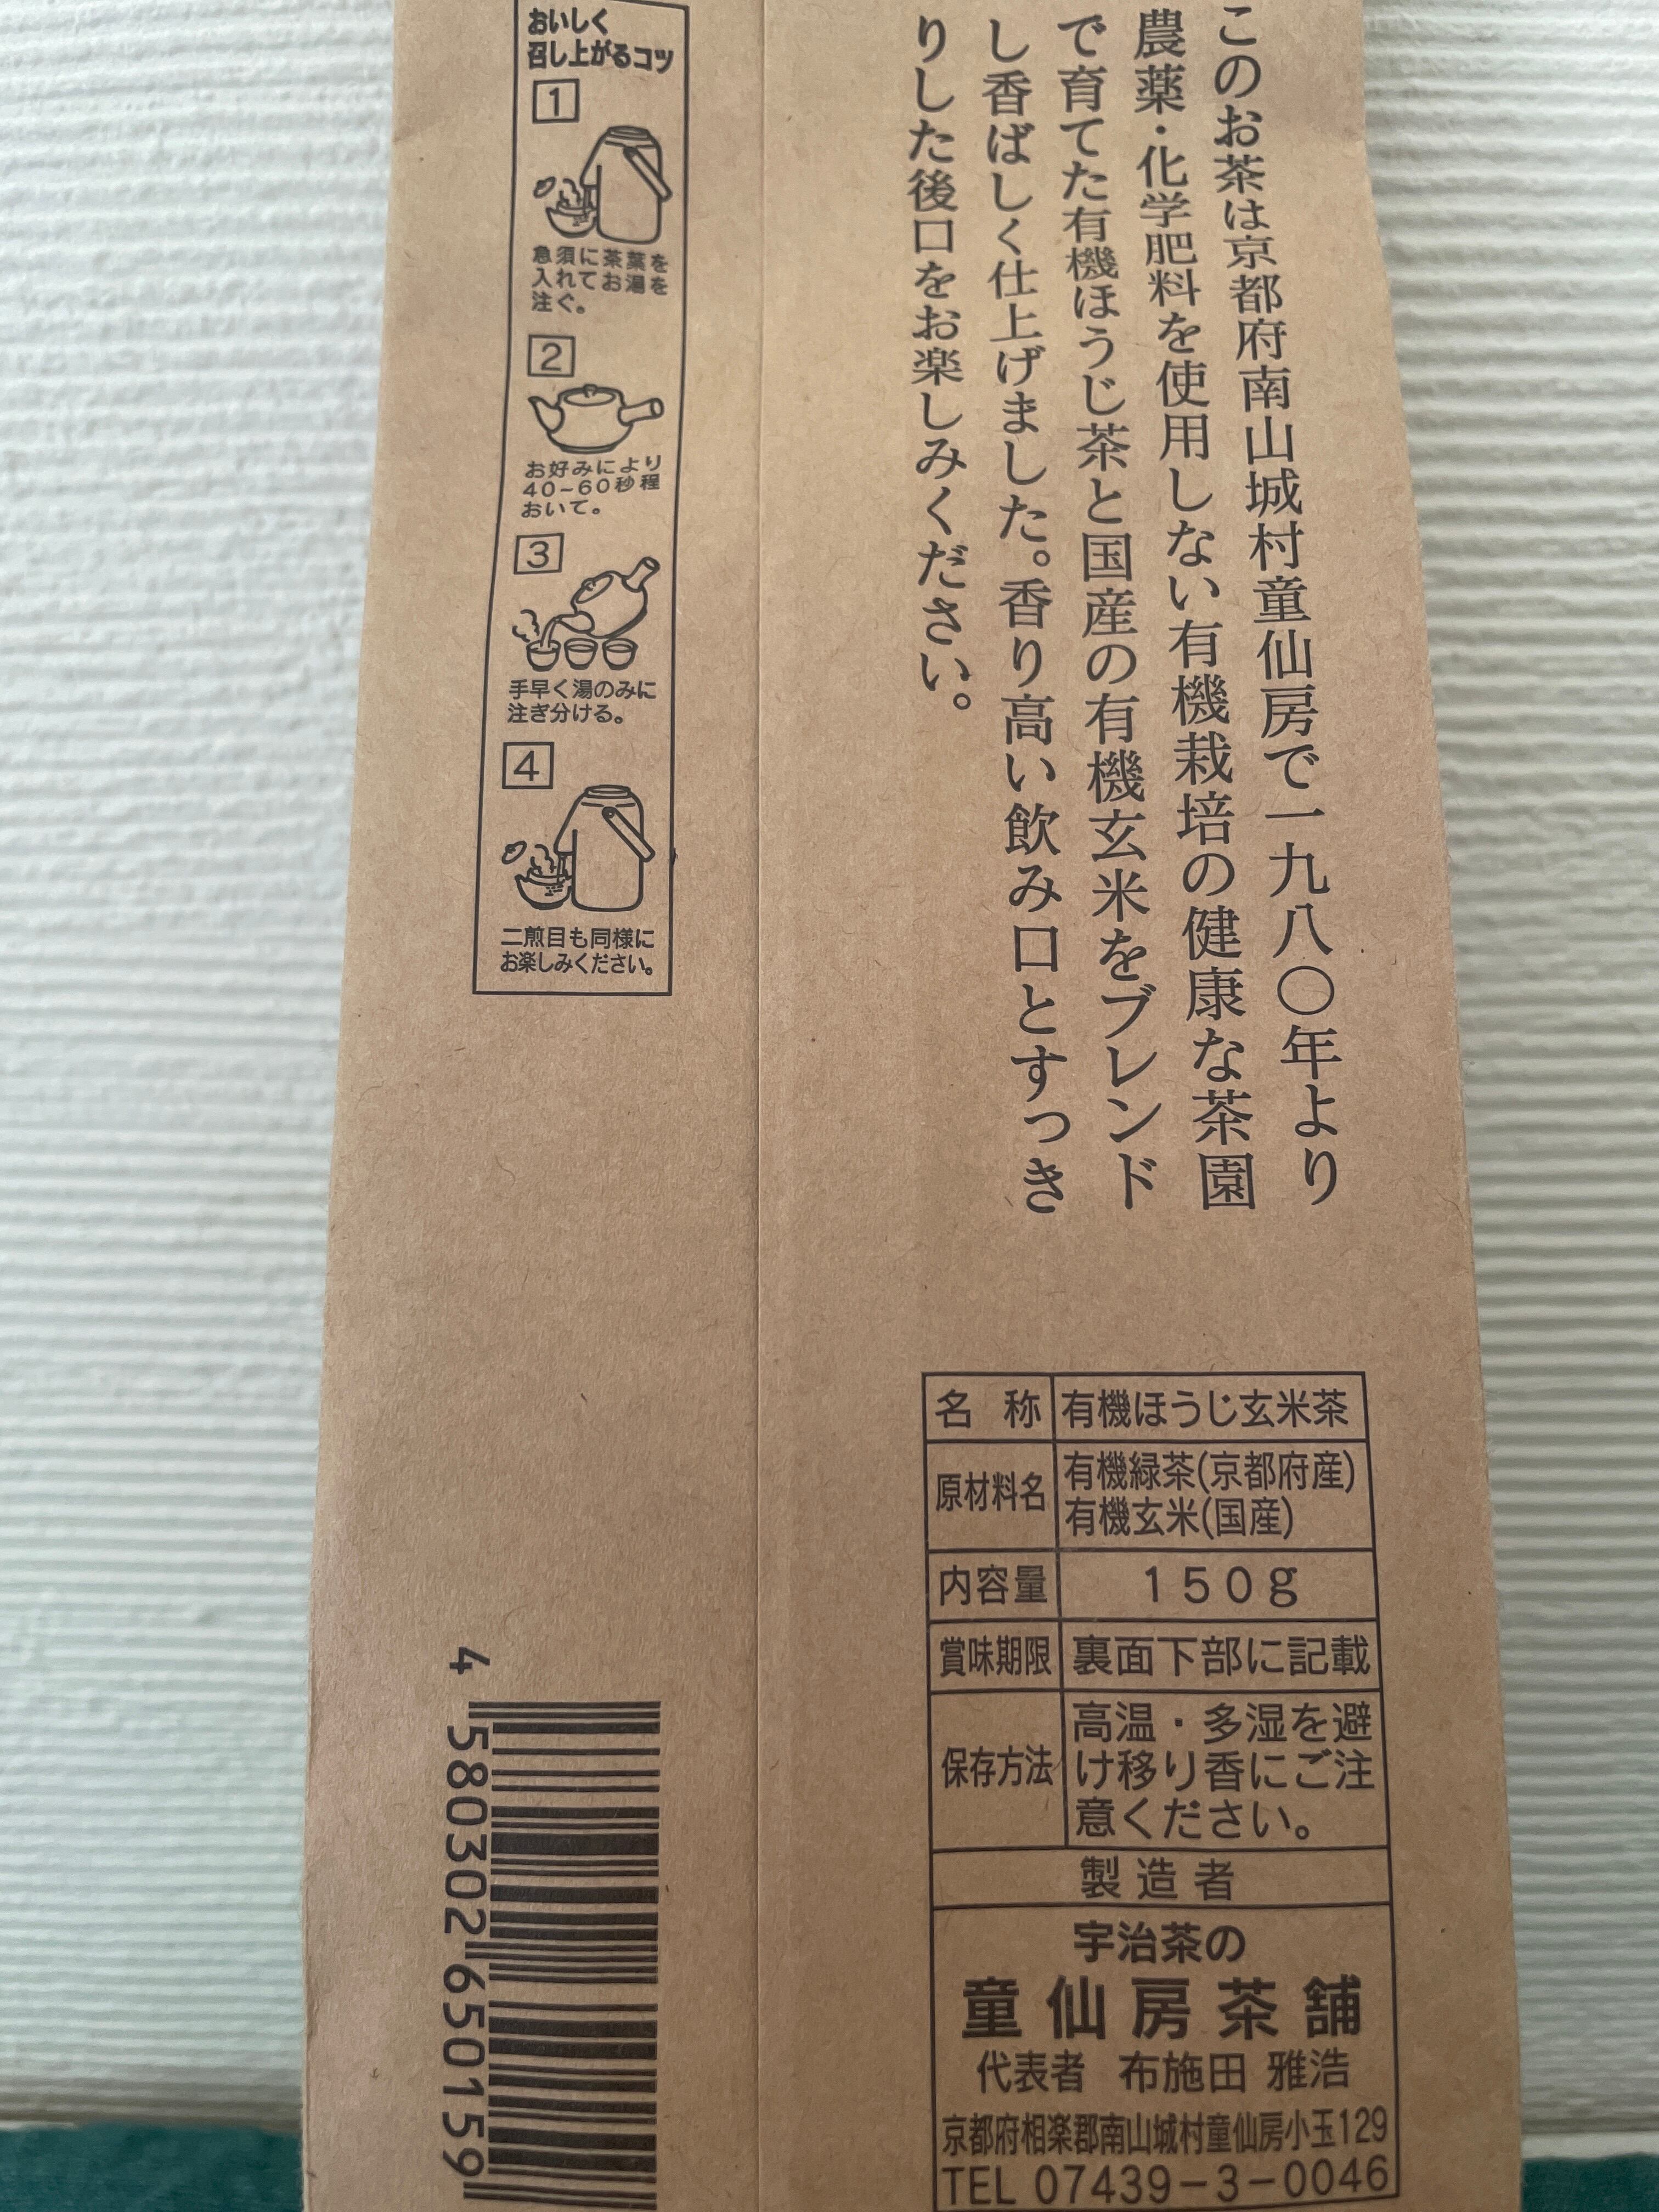 このお茶は京都府南山城村童仙房で一九八〇年より
農薬・化学肥料を使用しない有機栽培の健康な茶園
で育てた有機ほうじ茶と国産の有機玄米をブレンド
し香ばしく仕上げました。香り高い飲み口とすっき
りした後口をお楽しみください。
おいしく
召し上がるコツ
1
急須に茶葉を
入れてお湯を
注ぐ。
2
お好みにより
40~60秒程
おいて。
3
手早く湯のみに
注ぎ分ける。
4
二煎目も同様に
お楽しみください。
名 称 有機ほうじ玄米茶
原材料名 有機緑茶(京都府産)
有機玄米(国産)
内容量 150g
賞味期限 裏面下部に記載
保存方法 高温・多湿を避
け移り香にご注
意ください。
製造者
宇治茶の
童仙房茶舗
代表者 布施田 雅浩
京都府相楽郡南山城村童仙房小玉129
TEL 07439-3-0046
4 580302 650159